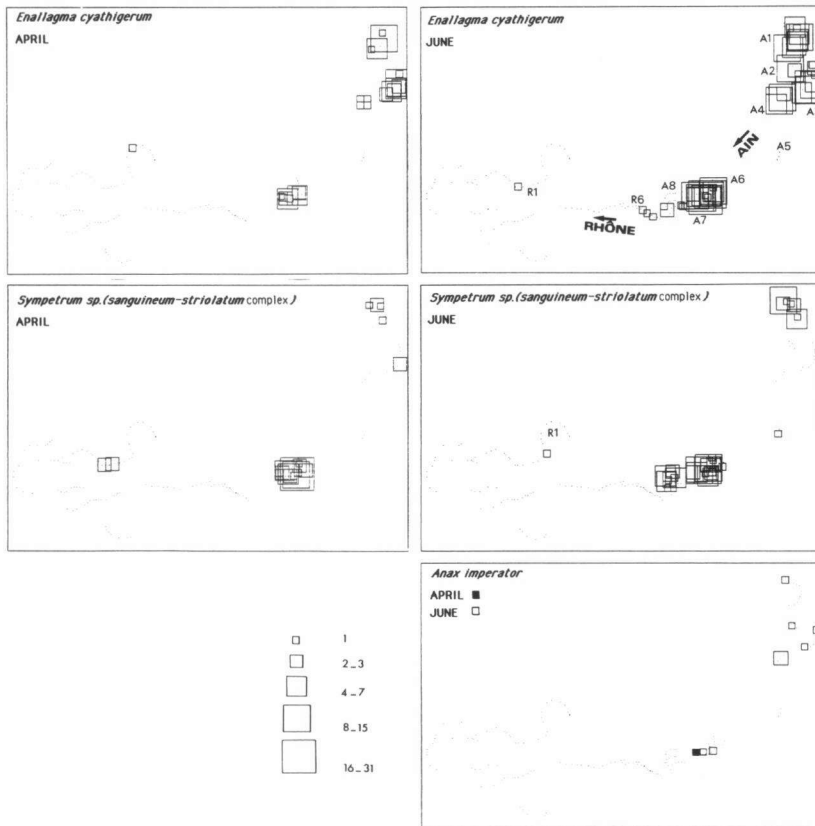 Enallagma cyathigerum
APRIL
Enallagma cyathigerum
JUNE
A1
A2
A4
A
A5
AIN
A8
A6
R1
R6
A7
RHÔNE
Sympetrum sp.(sanguineum-striolatum complex)
APRIL
Sympetrum sp.(sanguineum-striolatum complex)
JUNE
R1
Anax imperator
APRIL
JUNE
1
2_3
4_7
8_15
16_31